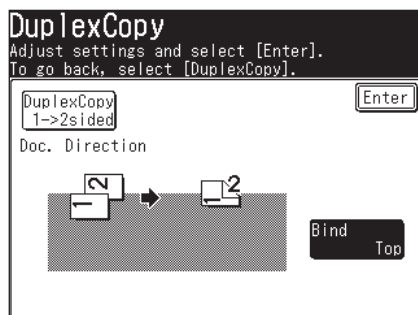 DuplexCopy
Adjust settings and select [Enter].
To go back, select [DuplexCopy].
Enter
DuplexCopy
1->2sided
Doc. Direction
1 2
1 2
Bind
Top